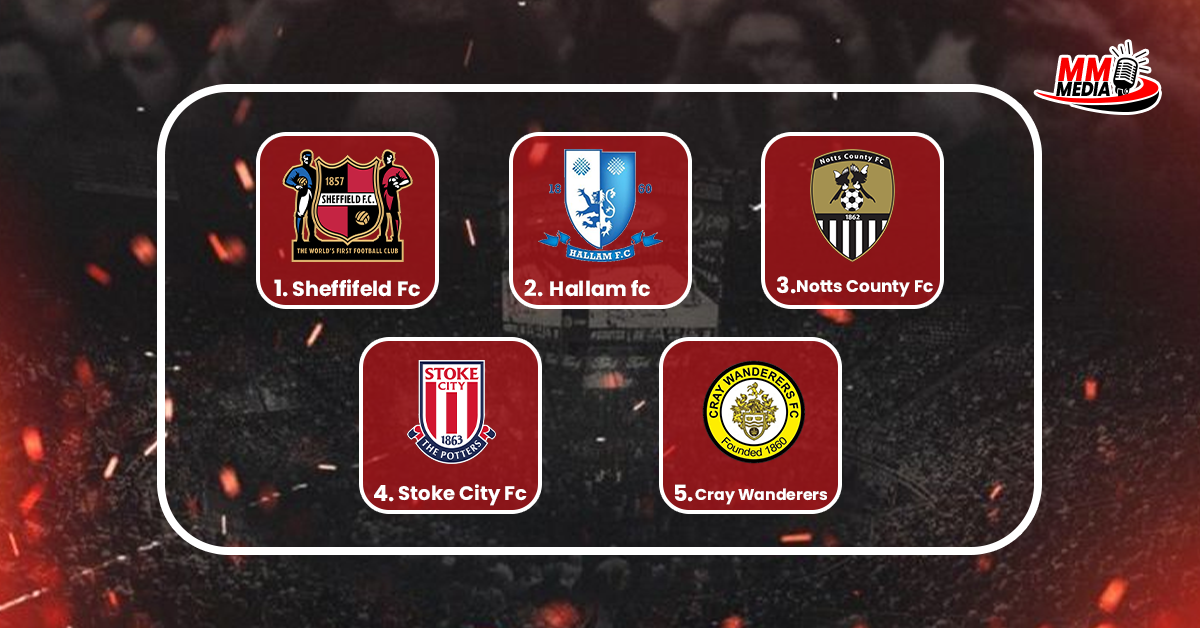 MM
MEDIA
1857
SHEFFIELD F.C.
THE WORLD'S FIRST FOOTBALL CLUB
1. Sheffifeld Fc
18 60
HALLAM F.C
2. Hallam fc
Notts County FC
1862
3.Notts County Fc
STOKE
CITY
1863
THE POTTERS
4. Stoke City Fc
CRAY WANDERERS FC
Founded 1860
5.Cray Wanderers